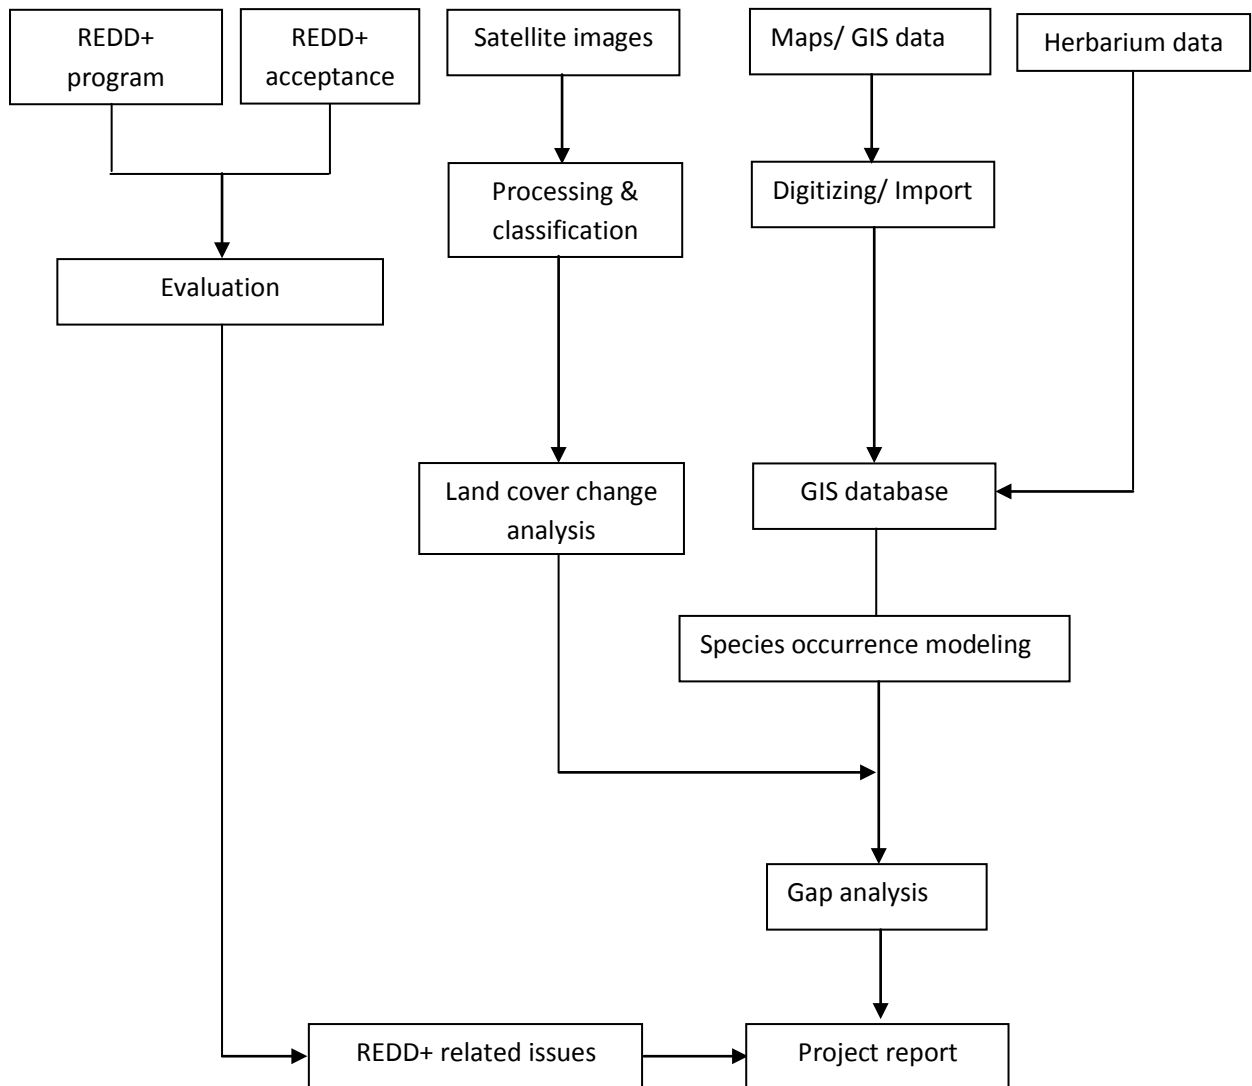 REDD+
program
REDD+
acceptance
Satellite images
Maps/ GIS data
Herbarium data
Processing &
classification
Digitizing/ Import
Evaluation
Land cover change
analysis
GIS database
Species occurrence modeling
Gap analysis
REDD+ related issues
Project report